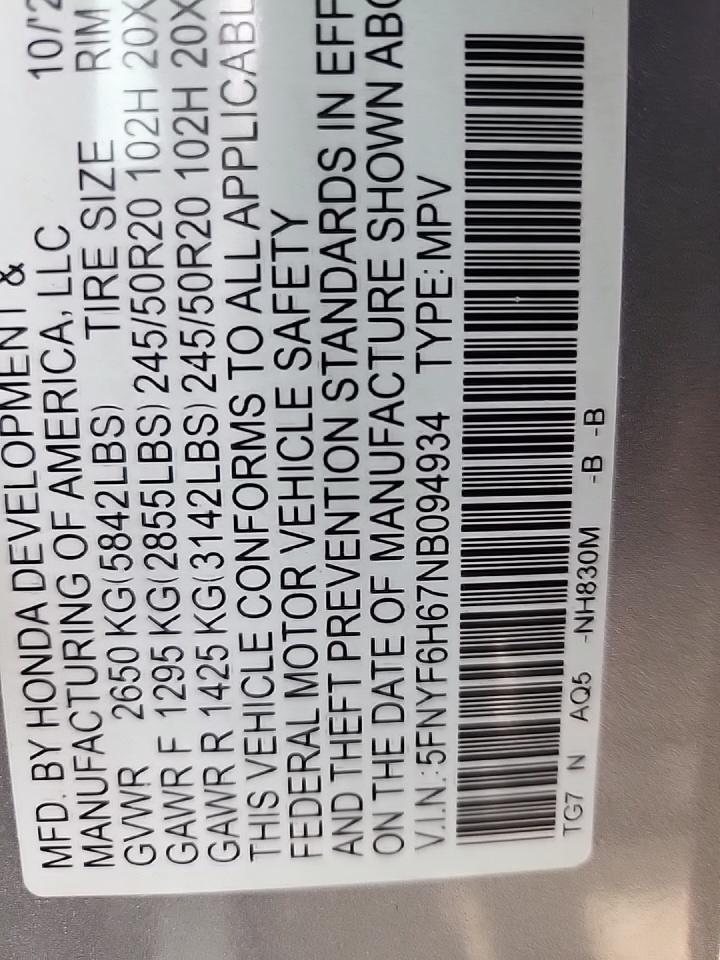 MFD. BY HONDA DEVELOPMENT &
MANUFACTURING OF AMERICA, LLC 10/'2
TIRE SIZE RIM
GVWR 2650 KG(5842LBS)
GAWR F 1295 KG(2855LBS) 245/50R20 102H 20X
GAWR R 1425 KG(3142LBS) 245/50R20 102H 20X
THIS VEHICLE CONFORMS TO ALL APPLICABL
FEDERAL MOTOR VEHICLE SAFETY
AND THEFT PREVENTION STANDARDS IN EFF
ON THE DATE OF MANUFACTURE SHOWN ABO
V.I.N.: 5FNYF6H67NB094934 TYPE: MPV
TG7 N AQ5 -NH830M -B -B